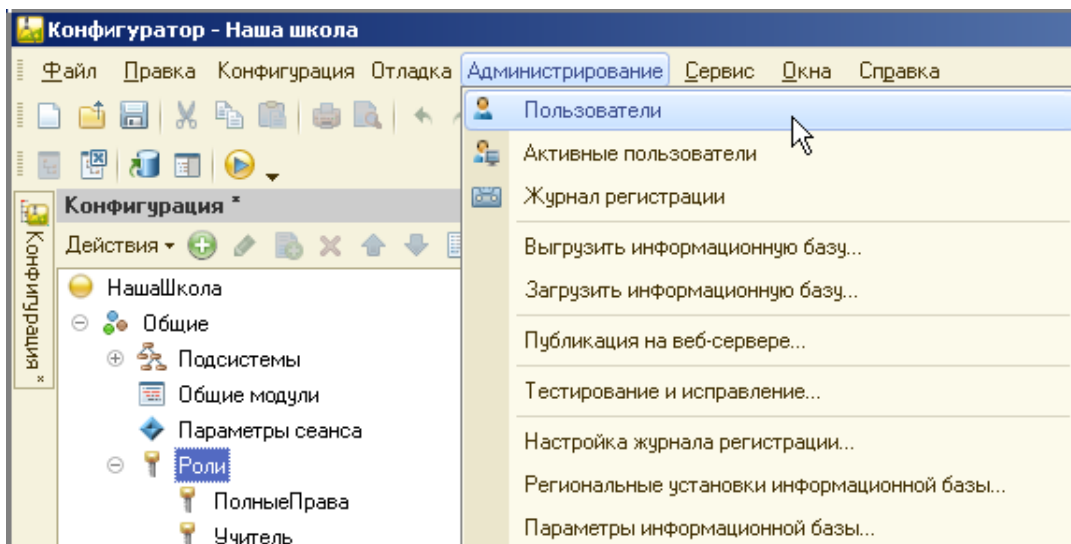 Конфигуратор - Наша школа
Файл Правка Конфигурация Отладка Администрирование Сервис Окна Справка
Пользователи
Активные пользователи
Журнал регистрации
Выгрузить информационную базу...
Загрузить информационную базу...
Публикация на веб-сервере...
Тестирование и исправление...
Настройка журнала регистрации...
Региональные установки информационной базы...
Параметры информационной базы...
Конфигурация *
Конфигурация *
Действия
НашаШкола
Общие
Подсистемы
Общие модули
Параметры сеанса
Роли
ПолныеПрава
Учитель